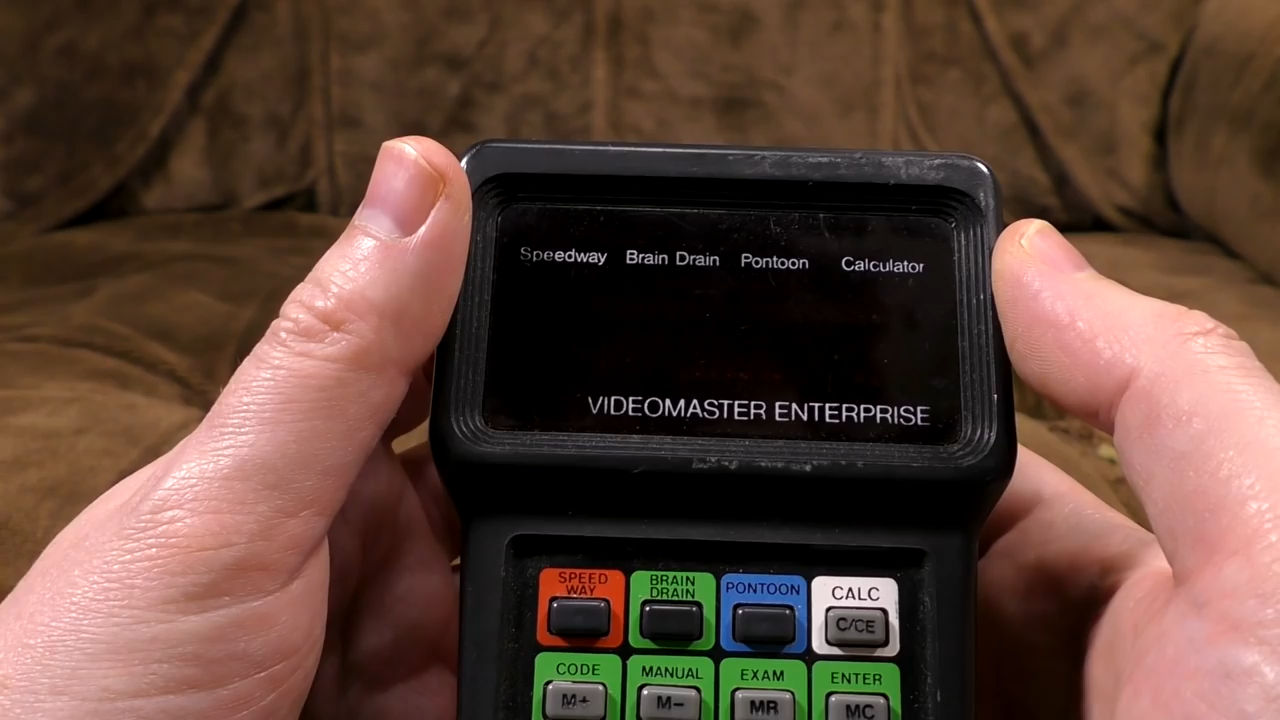 Speedway Brain Drain Pontoon Calculator
VIDEOMASTER ENTERPRISE
SPEED WAY
BRAIN DRAIN
PONTOON
CALC
C/CE
CODE
MANUAL
EXAM
ENTER
M+
M−
MR
MC